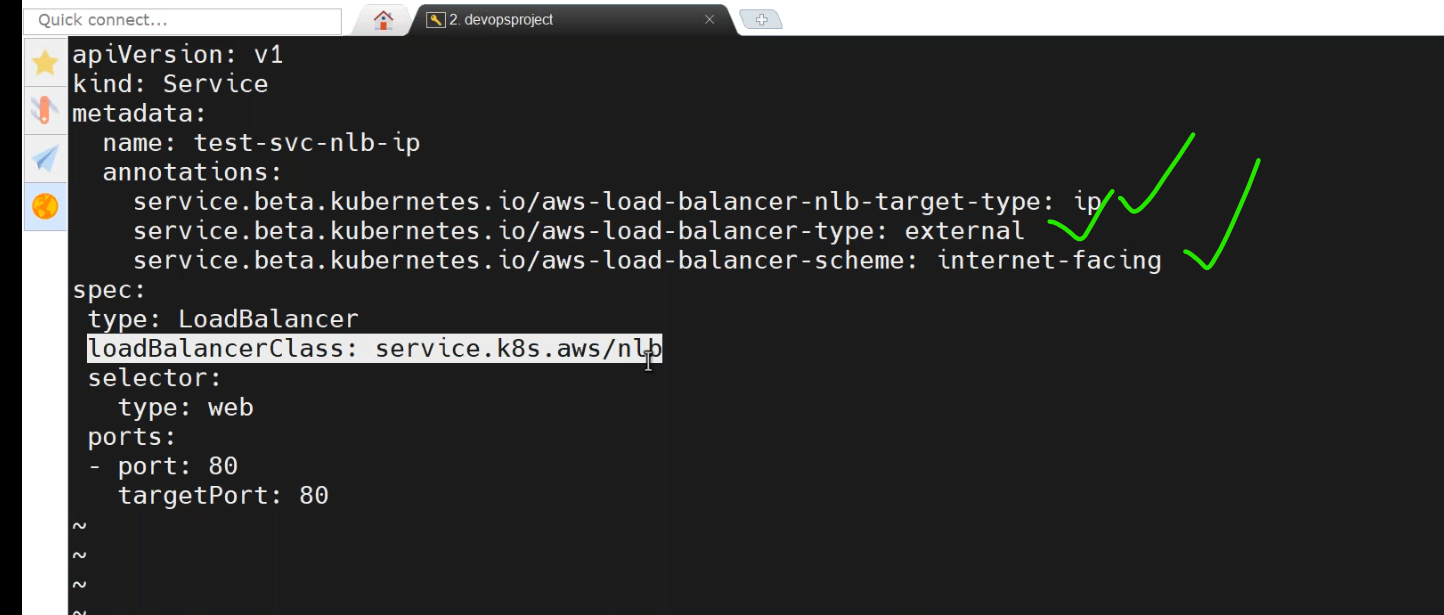 Quick connect...
2. devopsproject
apiVersion: v1
kind: Service
metadata:
  name: test-svc-nlb-ip
  annotations:
    service.beta.kubernetes.io/aws-load-balancer-nlb-target-type: ip
    service.beta.kubernetes.io/aws-load-balancer-type: external
    service.beta.kubernetes.io/aws-load-balancer-scheme: internet-facing
spec:
 type: LoadBalancer
 loadBalancerClass: service.k8s.aws/nlb
 selector:
   type: web
 ports:
 - port: 80
   targetPort: 80
~
~
~
~